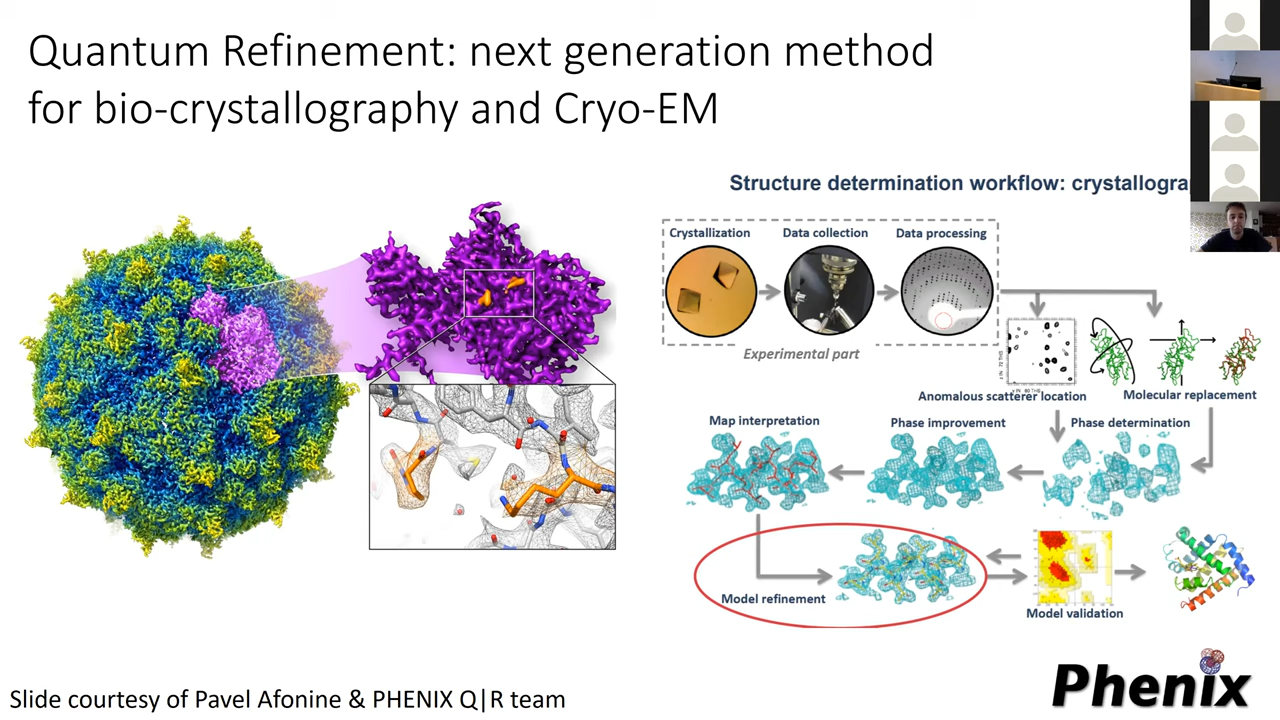 Quantum Refinement: next generation method
for bio-crystallography and Cryo-EM
Structure determination workflow: crystallogra
Crystallization
Data collection
Data processing
Experimental part
Anomalous scatterer location
Molecular replacement
Map interpretation
Phase improvement
Phase determination
Model refinement
Model validation
Slide courtesy of Pavel Afonine & PHENIX Q|R team
Phenix